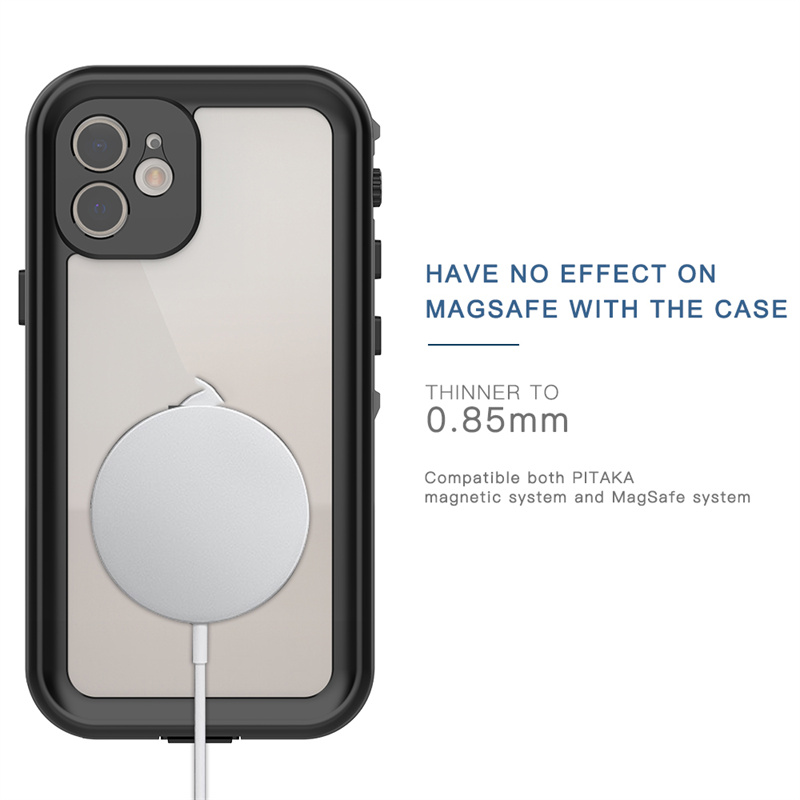 HAVE NO EFFECT ON
MAGSAFE WITH THE CASE
THINNER TO
0.85mm
Compatible both PITAKA
magnetic system and MagSafe system